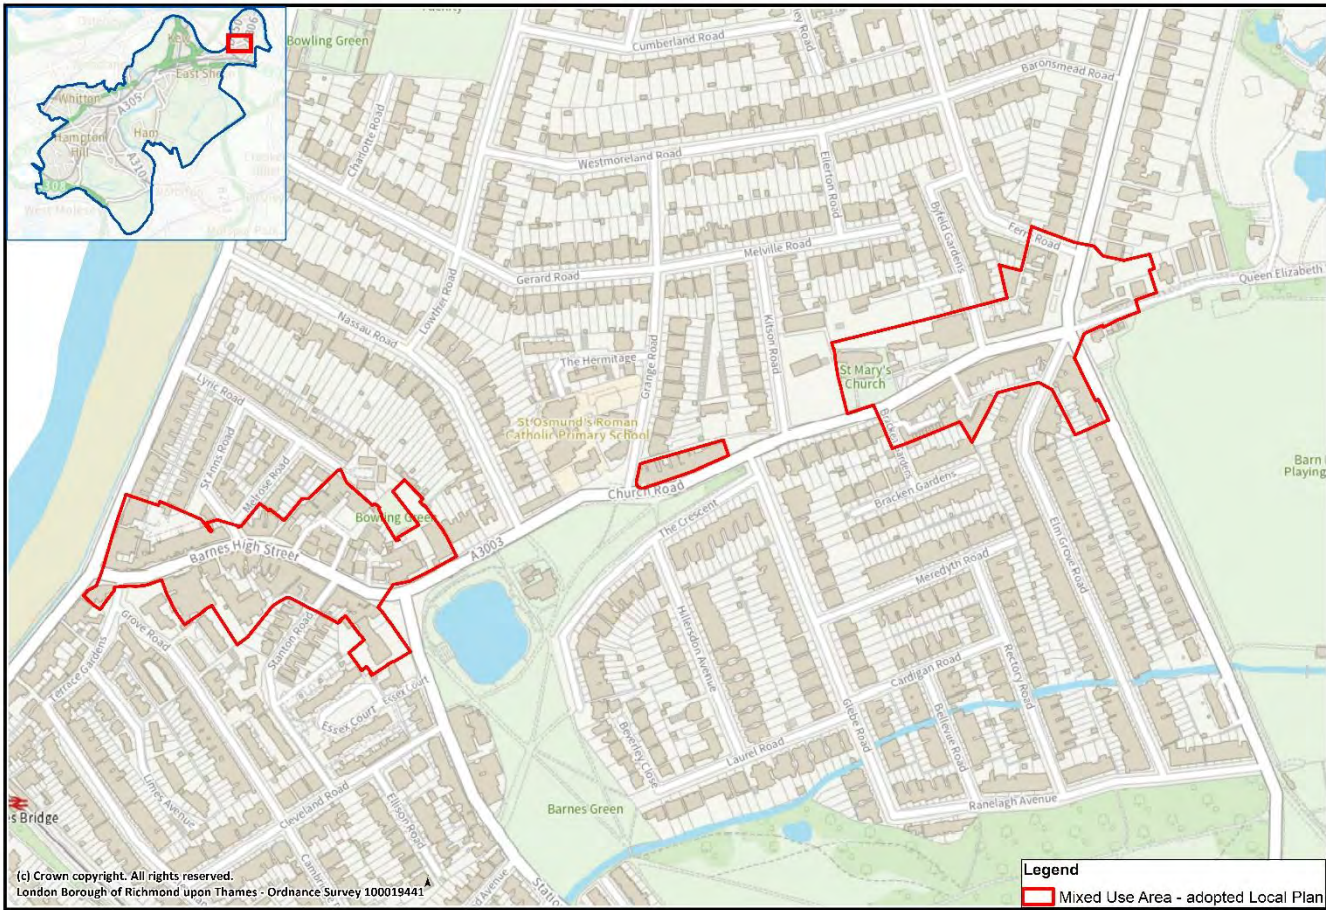 Bowling Green
Cumberland Road
Baronsmead Road
Charlotte Road
Westmoreland Road
Ellerton Road
Byfeld Gardens
Ferry Road
Melville Road
Gerard Road
Queen Elizabeth
Lowther Road
Nassau Road
Kitson Road
The Hermitage
Grange Road
St Mary's
Church
Lyric Road
St Osmund's Roman
Catholic Primary School
St Anns Road
Melrose Road
Church Road
Bracken Gardens
Barn
Playing
Bowling Green
The Crescent
Barnes High Street
A3003
Elm Grove Road
Meredyth Road
Grove Road
Hillersdon Avenue
Stanton Road
Terrace Gardens
Cardigan Road
Rectory Road
Essex Court
Essex Court
Glebe Road
Bellevue Road
Beverley Close
Laurel Road
Limes Avenue
Cleveland Road
Ellison Road
Barnes Green
Ranelagh Avenue
es Bridge
East Sheen
Whitton
A305
Hampton
Hill
Ham
A310
West Molesey
(c) Crown copyright. All rights reserved.
London Borough of Richmond upon Thames - Ordnance Survey 100019441
Legend
Mixed Use Area - adopted Local Plan